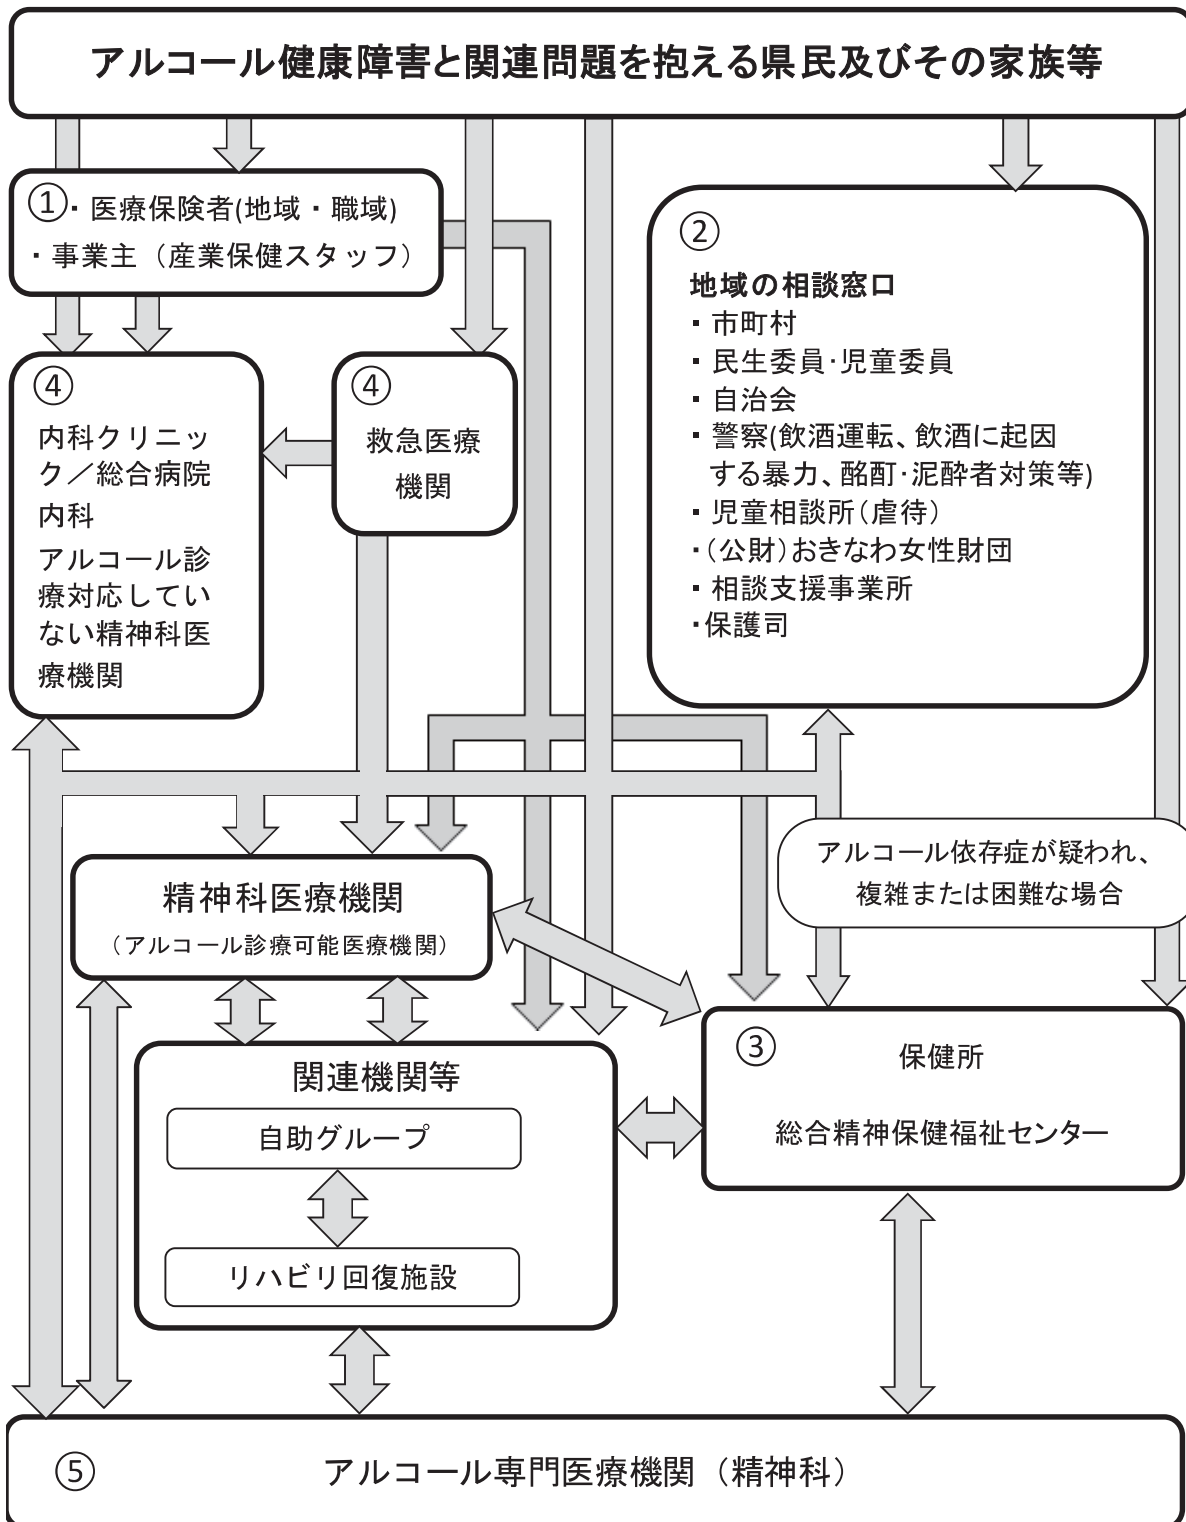 アルコール健康障害と関連問題を抱える県民及びその家族等
①・医療保険者(地域・職域)
・事業主（産業保健スタッフ）
②
地域の相談窓口
・市町村
・民生委員・児童委員
・自治会
・警察(飲酒運転、飲酒に起因
する暴力、酩酊・泥酔者対策等)
・児童相談所（虐待）
・（公財）おきなわ女性財団
・相談支援事業所
・保護司
④
内科クリニッ
ク／総合病院
内科
アルコール診
療対応してい
ない精神科医
療機関
④
救急医療
機関
アルコール依存症が疑われ、
複雑または困難な場合
精神科医療機関
（アルコール診療可能医療機関）
関連機関等
自助グループ
リハビリ回復施設
③
保健所
総合精神保健福祉センター
⑤
アルコール専門医療機関（精神科）